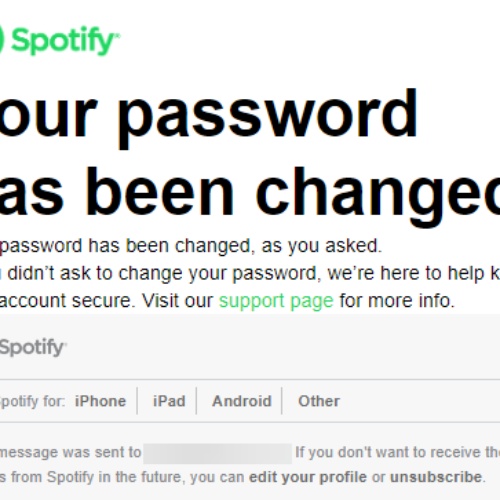 Spotify
our password
as been changed
password has been changed, as you asked.
didn't ask to change your password, we're here to help k
account secure. Visit our support page for more info.
Spotify
potify for: iPhone iPad Android Other
message was sent to If you don't want to receive the
s from Spotify in the future, you can edit your profile or unsubscribe.